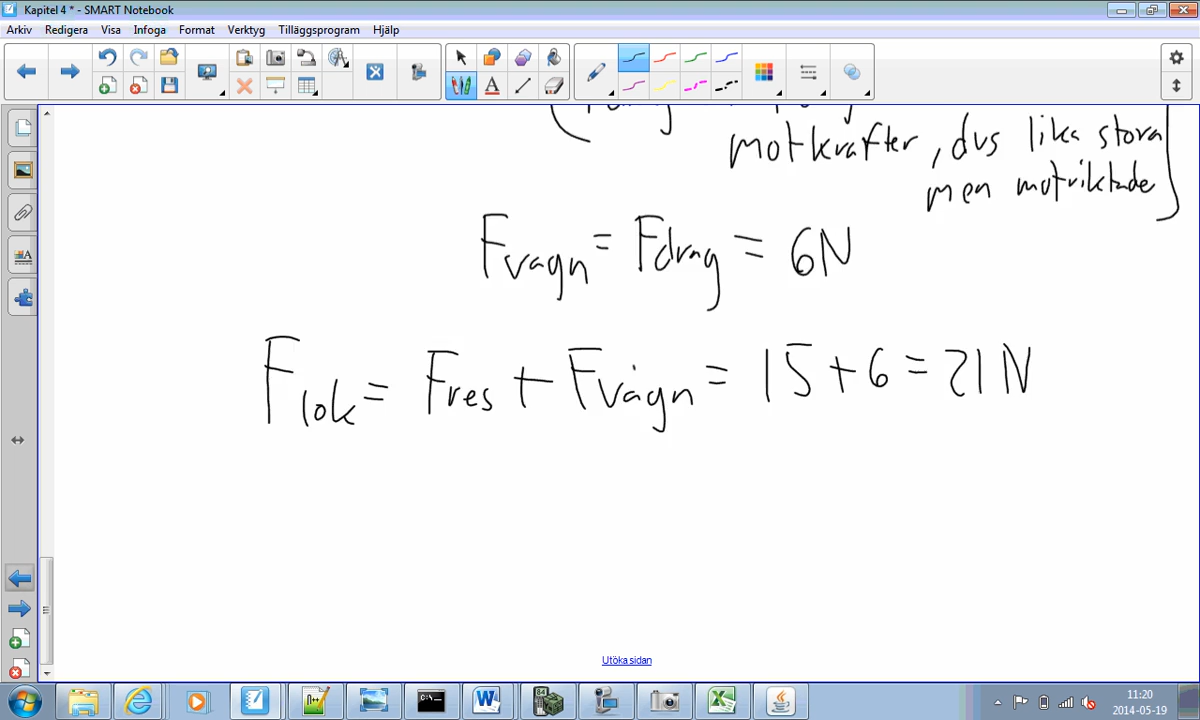 Kapitel 4 * - SMART Notebook
Arkiv Redigera Visa Infoga Format Verktyg Tilläggsprogram Hjälp
motkrafter, dvs lika stora
men motriktade
Fvagn = Fdrag = 6N
Flok = Fres + Fvagn = 15 + 6 = 21 N
Utöka sidan
11:20
2014-05-19